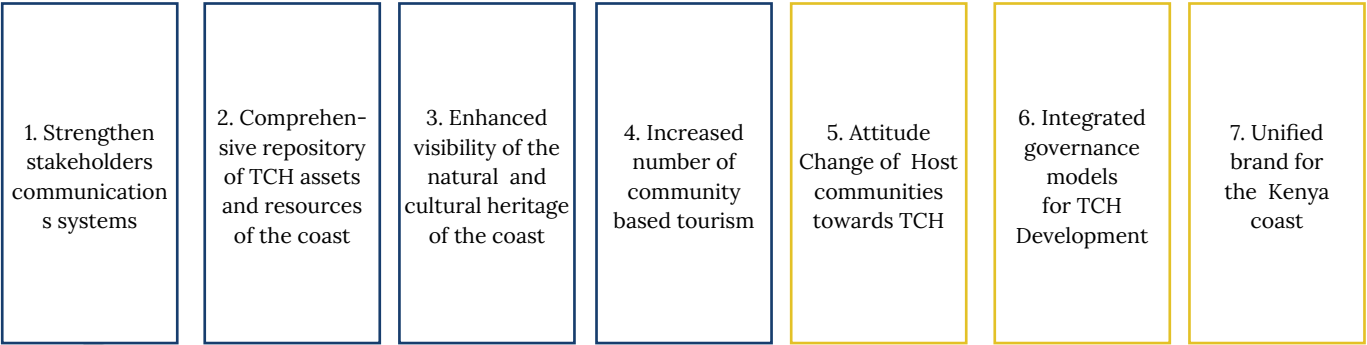 1. Strengthen
stakeholders
communication
s systems
2. Comprehen-
sive repository
of TCH assets
and resources
of the coast
3. Enhanced
visibility of the
natural  and
cultural heritage
of the coast
4. Increased
number of
community
based tourism
5. Attitude
Change of  Host
communities
towards TCH
6. Integrated
governance
models
for TCH
Development
7. Unified
brand for
the  Kenya
coast